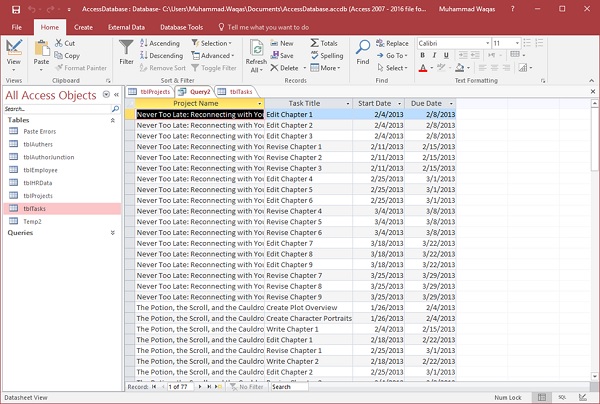 AccessDatabase : Database- C:\Users\Muhammad.Waqas\Documents\AccessDatabase.accdb (Access 2007 - 2016 file fo... Muhammad Waqas
File Home Create External Data Database Tools Tell me what you want to do
View Paste Cut Copy Format Painter Filter Ascending Descending Remove Sort Selection Advanced Toggle Filter Refresh All New Save Delete Totals Spelling More Find Replace Go To Select Calibri 11
B I U A
Views Clipboard Sort & Filter Records Find Text Formatting
All Access Objects
Search...
Tables
Paste Errors
tblAuthers
tblAuthorJunction
tblEmployee
tblHRData
tblProjects
tblTasks
Temp2
Queries
tblProjects Query2 tblTasks
Project Name Task Title Start Date Due Date
Never Too Late: Reconnecting with You Edit Chapter 1 2/4/2013 2/8/2013
Never Too Late: Reconnecting with You Edit Chapter 2 2/4/2013 2/8/2013
Never Too Late: Reconnecting with You Edit Chapter 3 2/4/2013 2/8/2013
Never Too Late: Reconnecting with You Revise Chapter 1 2/11/2013 2/15/2013
Never Too Late: Reconnecting with You Revise Chapter 2 2/11/2013 2/15/2013
Never Too Late: Reconnecting with You Revise Chapter 3 2/11/2013 2/15/2013
Never Too Late: Reconnecting with You Edit Chapter 4 2/25/2013 3/1/2013
Never Too Late: Reconnecting with You Edit Chapter 5 2/25/2013 3/1/2013
Never Too Late: Reconnecting with You Edit Chapter 6 2/25/2013 3/1/2013
Never Too Late: Reconnecting with You Revise Chapter 4 3/4/2013 3/8/2013
Never Too Late: Reconnecting with You Revise Chapter 5 3/4/2013 3/8/2013
Never Too Late: Reconnecting with You Revise Chapter 6 3/4/2013 3/8/2013
Never Too Late: Reconnecting with You Edit Chapter 7 3/18/2013 3/22/2013
Never Too Late: Reconnecting with You Edit Chapter 8 3/18/2013 3/22/2013
Never Too Late: Reconnecting with You Edit Chapter 9 3/18/2013 3/22/2013
Never Too Late: Reconnecting with You Revise Chapter 7 3/25/2013 3/29/2013
Never Too Late: Reconnecting with You Revise Chapter 8 3/25/2013 3/29/2013
Never Too Late: Reconnecting with You Revise Chapter 9 3/25/2013 3/29/2013
The Potion, the Scroll, and the Cauldro Create Plot Overview 1/21/2013 2/1/2013
The Potion, the Scroll, and the Cauldro Create Character Portraits 1/26/2013 2/1/2013
The Potion, the Scroll, and the Cauldro Write Chapter 1 2/4/2013 2/15/2013
The Potion, the Scroll, and the Cauldro Edit Chapter 1 2/18/2013 2/22/2013
The Potion, the Scroll, and the Cauldro Revise Chapter 1 2/25/2013 3/1/2013
The Potion, the Scroll, and the Cauldro Write Chapter 2 2/18/2013 2/22/2013
The Potion, the Scroll, and the Cauldro Edit Chapter 2 2/25/2013 3/1/2013
Record: 1 of 77 No Filter Search
Datasheet View Num Lock SQL